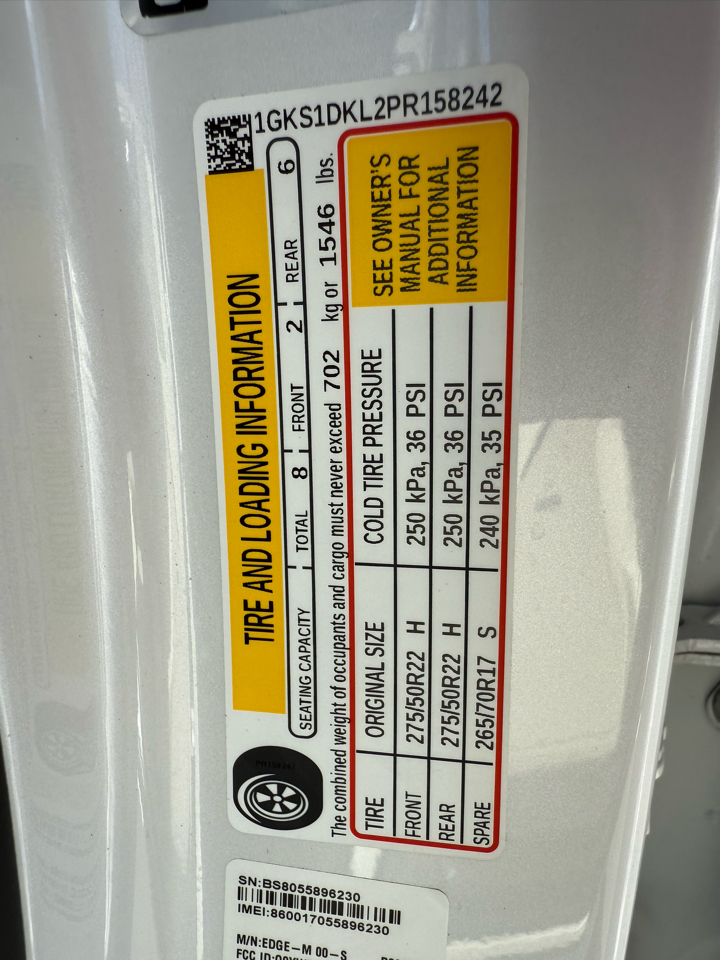 1GKS1DKL2PR158242
TIRE AND LOADING INFORMATION
SEATING CAPACITY TOTAL 8 FRONT 2 REAR 6
The combined weight of occupants and cargo must never exceed 702 kg or 1546 lbs.
TIRE ORIGINAL SIZE COLD TIRE PRESSURE
FRONT 275/50R22 H 250 kPa, 36 PSI
REAR 275/50R22 H 250 kPa, 36 PSI
SPARE 265/70R17 S 240 kPa, 35 PSI
SEE OWNER'S
MANUAL FOR
ADDITIONAL
INFORMATION
SN:BS8055896230
IMEI:860017055896230
M/N:EDGE-M 00-S
FCC